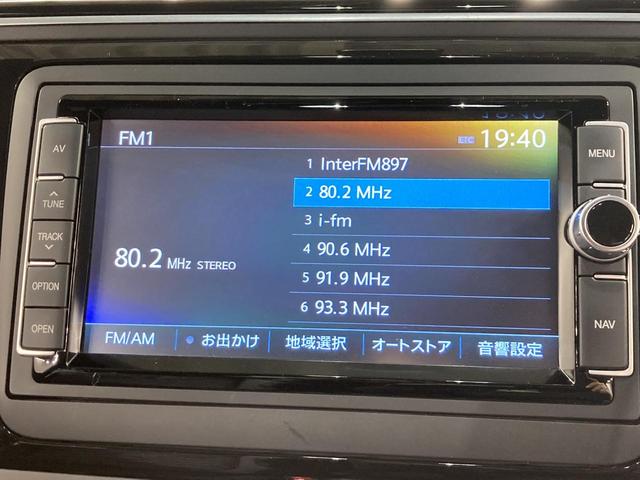 FM1
ETC 19:40
1 InterFM897
2 80.2 MHz
3 i-fm
4 90.6 MHz
5 91.9 MHz
6 93.3 MHz
80.2 MHz STEREO
FM/AM
お出かけ
地域選択
オートストア
音響設定
AV
TUNE
TRACK
OPTION
OPEN
MENU
NAV